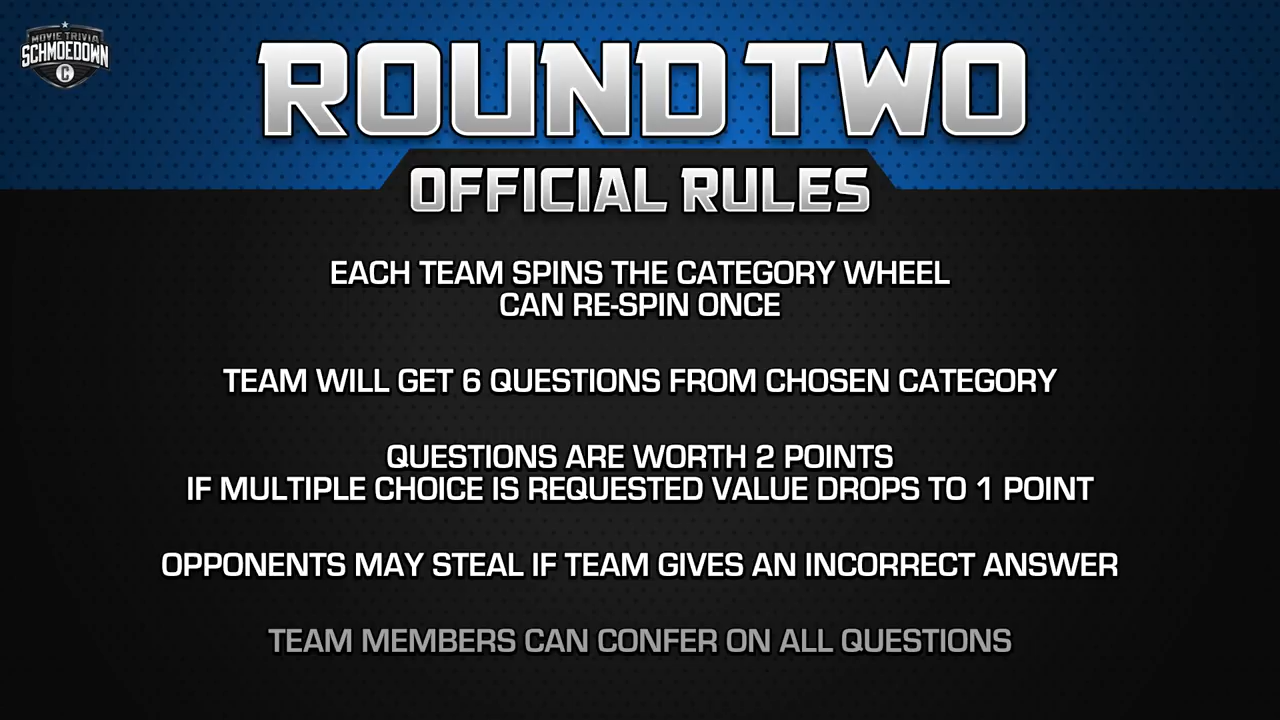 MOVIE TRIVIA
SCHMOEDOWN
C
ROUND TWO
OFFICIAL RULES
EACH TEAM SPINS THE CATEGORY WHEEL
CAN RE-SPIN ONCE
TEAM WILL GET 6 QUESTIONS FROM CHOSEN CATEGORY
QUESTIONS ARE WORTH 2 POINTS
IF MULTIPLE CHOICE IS REQUESTED VALUE DROPS TO 1 POINT
OPPONENTS MAY STEAL IF TEAM GIVES AN INCORRECT ANSWER
TEAM MEMBERS CAN CONFER ON ALL QUESTIONS